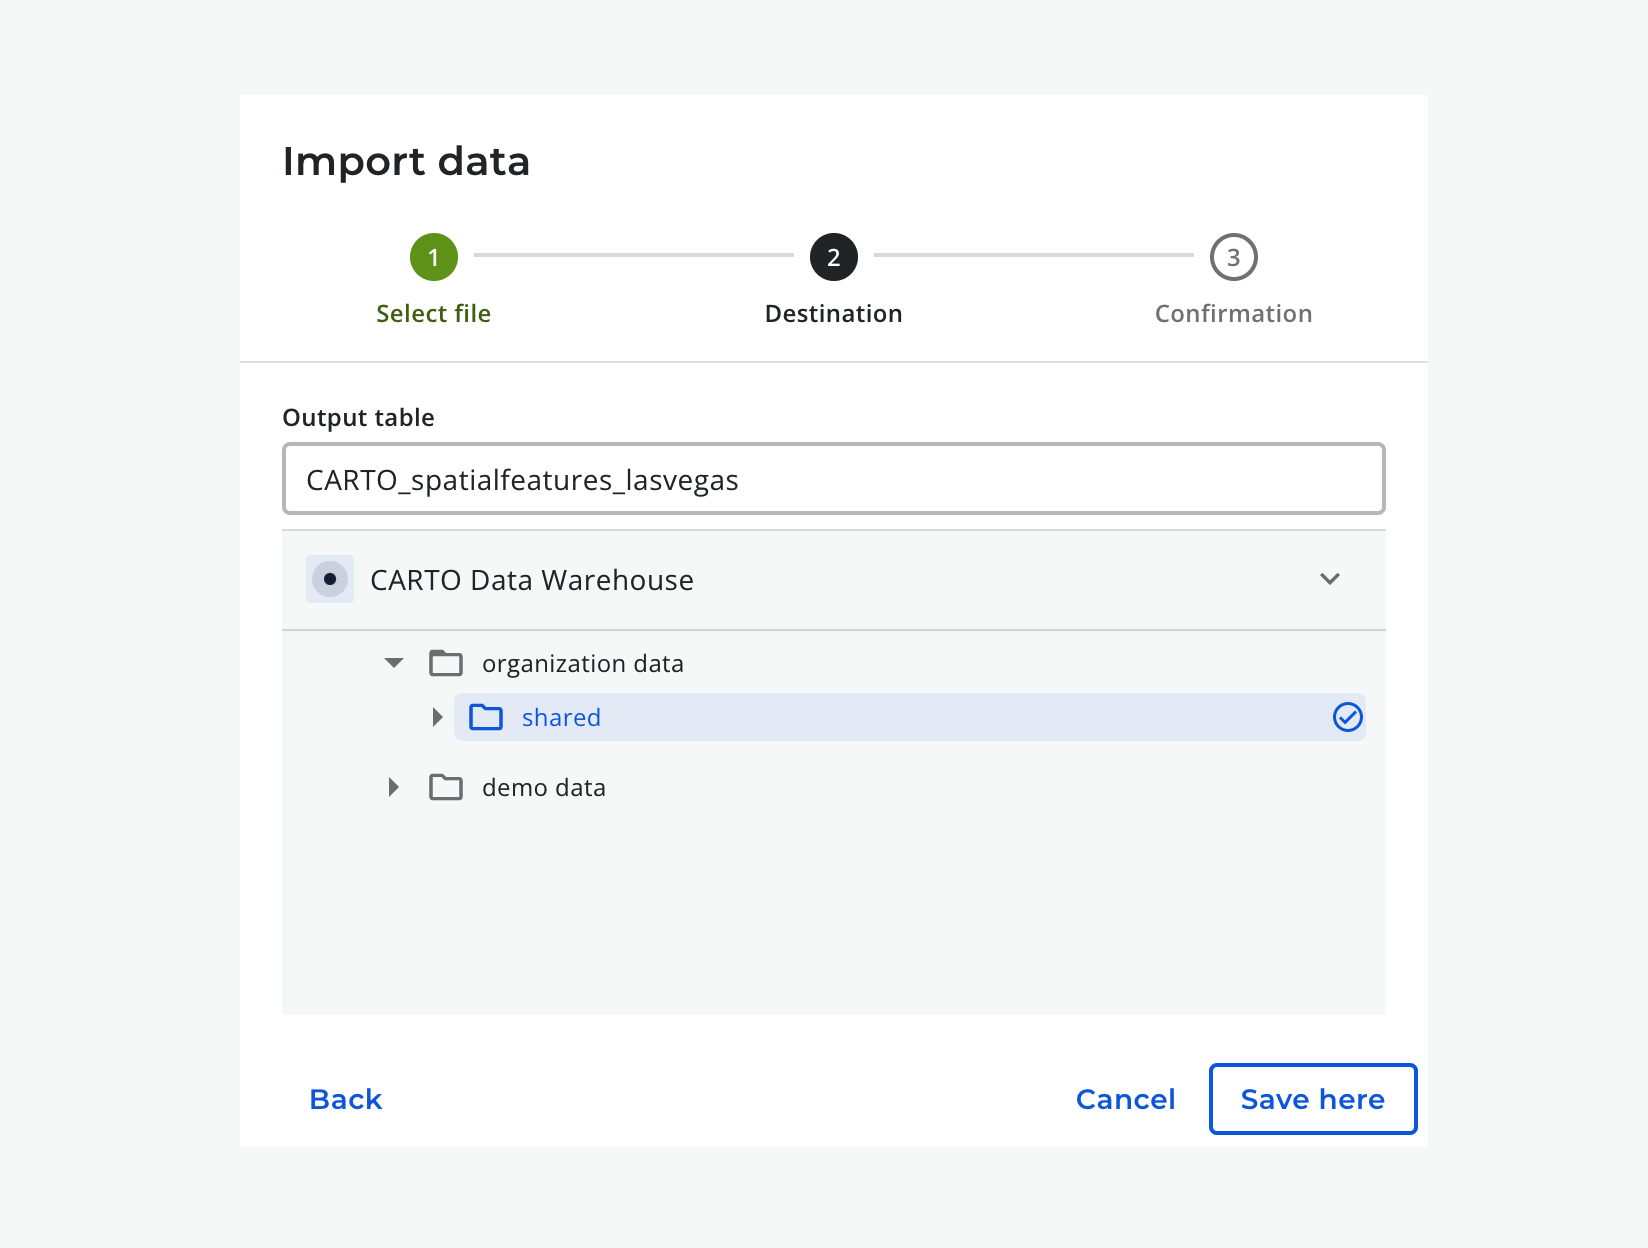 Import data
1
2
3
Select file
Destination
Confirmation
Output table
CARTO_spatialfeatures_lasvegas
CARTO Data Warehouse
organization data
shared
demo data
Back
Cancel
Save here